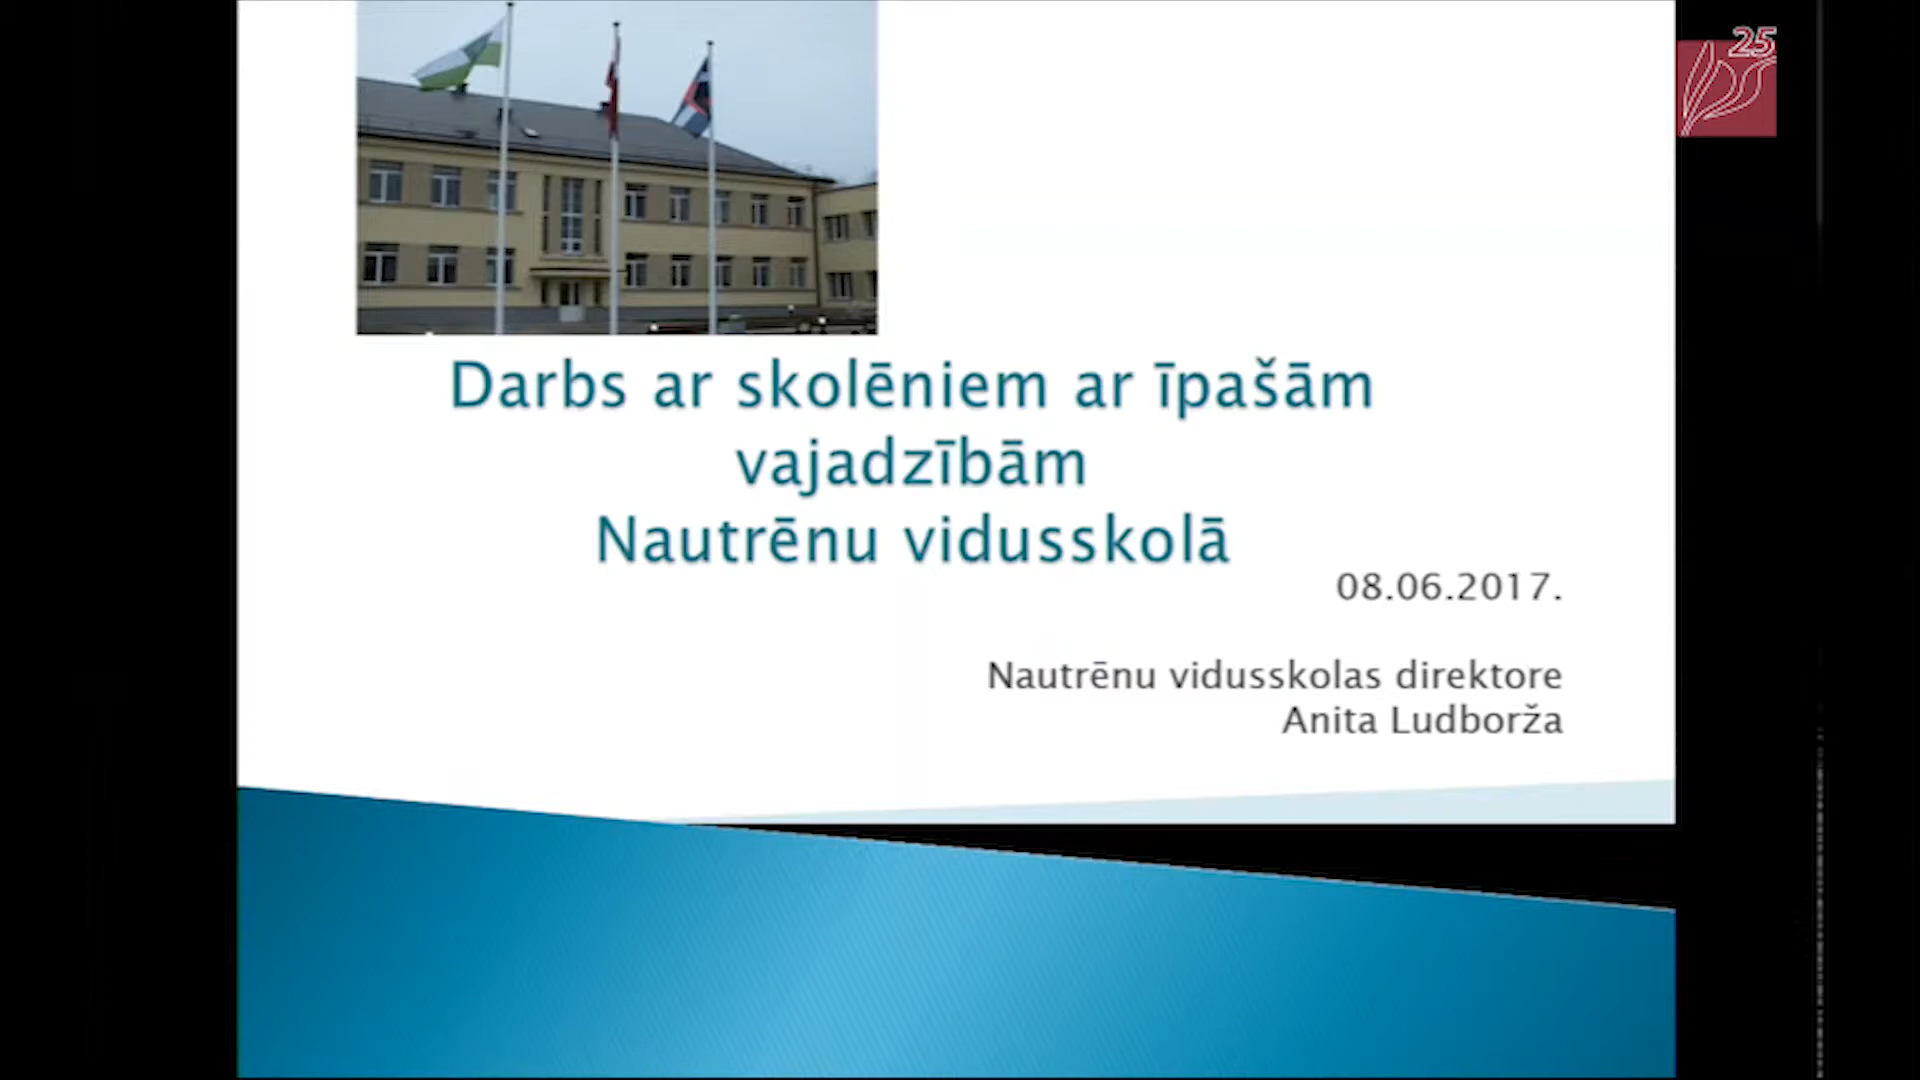 25
Darbs ar skolēniem ar īpašām
vajadzībām
Nautrēnu vidusskolā
08.06.2017.
Nautrēnu vidusskolas direktore
Anita Ludborža